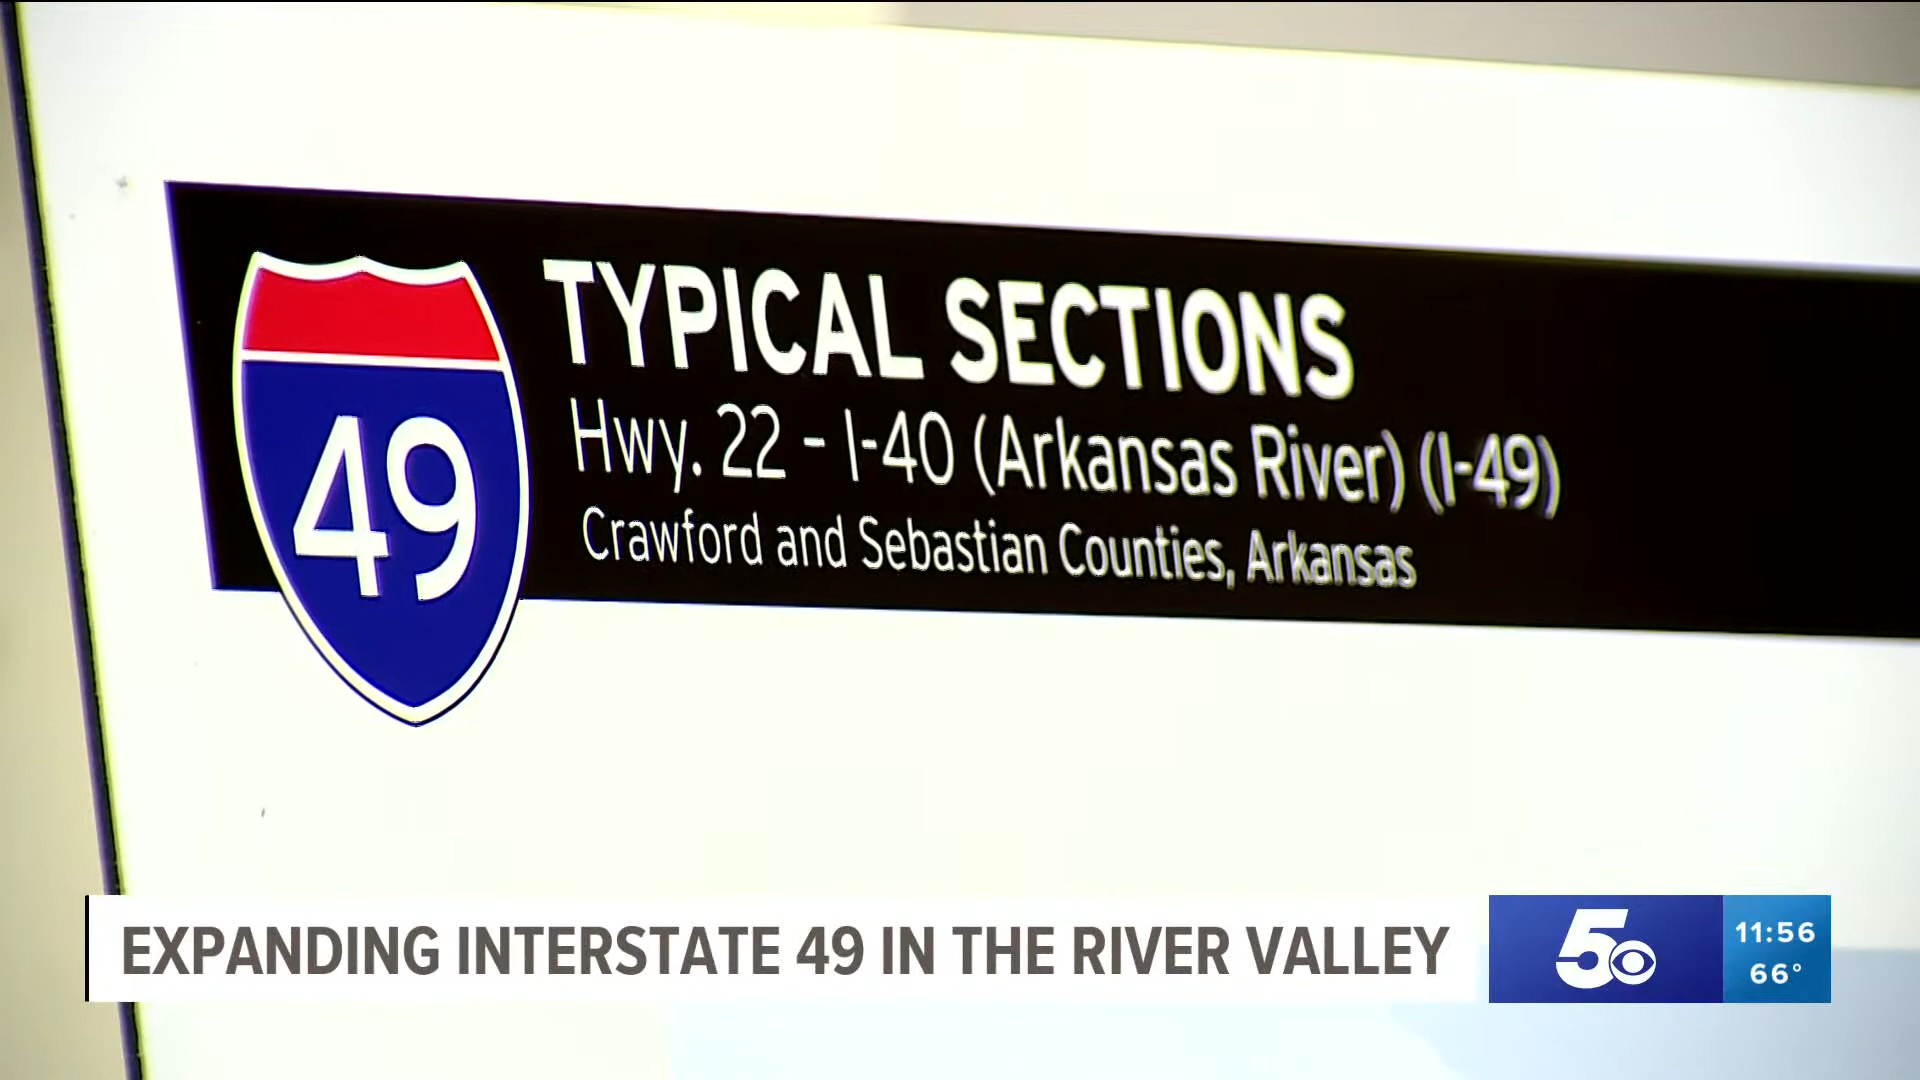 TYPICAL SECTIONS
Hwy. 22 - I-40 (Arkansas River) (I-49)
Crawford and Sebastian Counties, Arkansas
49
EXPANDING INTERSTATE 49 IN THE RIVER VALLEY
5
11:56
66°